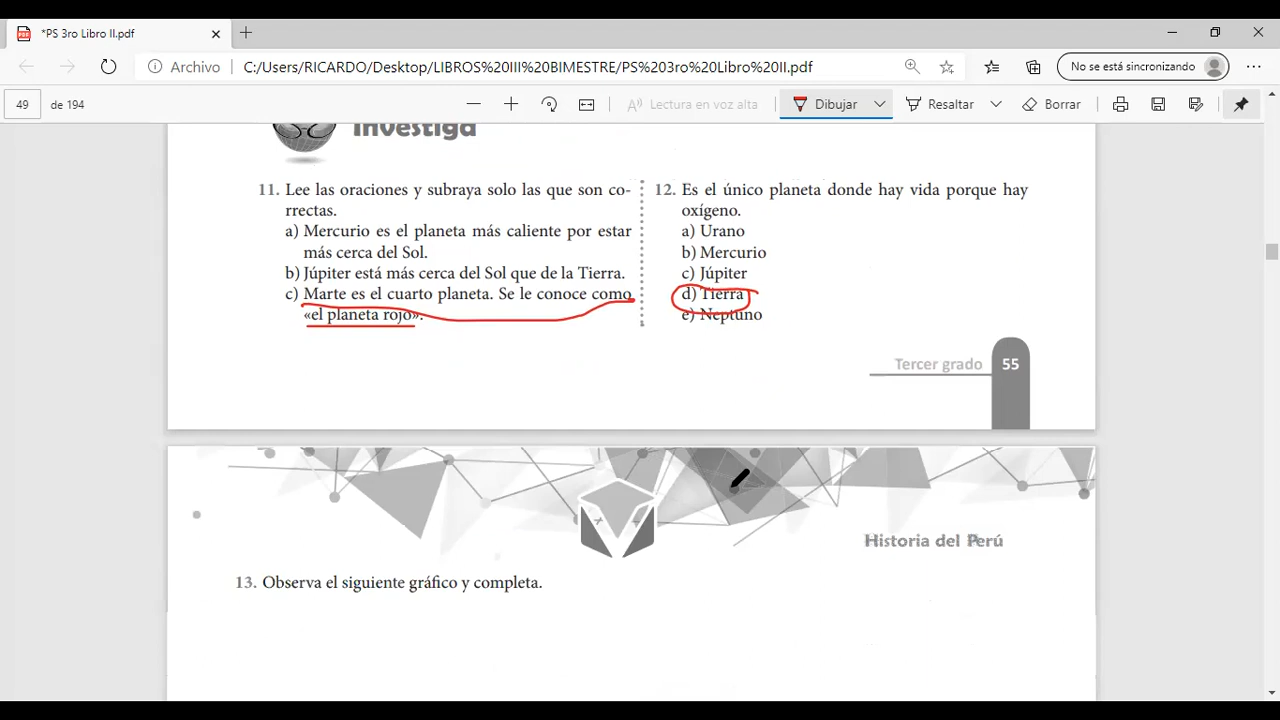 *PS 3ro Libro II.pdf
Archivo
C:/Users/RICARDO/Desktop/LIBROS%20III%20BIMESTRE/PS%203ro%20Libro%20II.pdf
No se está sincronizando
49
de 194
Lectura en voz alta
Dibujar
Resaltar
Borrar
Investiga
11. Lee las oraciones y subraya solo las que son co-
rrectas.
a) Mercurio es el planeta más caliente por estar
más cerca del Sol.
b) Júpiter está más cerca del Sol que de la Tierra.
c) Marte es el cuarto planeta. Se le conoce como
«el planeta rojo».
12. Es el único planeta donde hay vida porque hay
oxígeno.
a) Urano
b) Mercurio
c) Júpiter
d) Tierra
e) Neptuno
Tercer grado
55
Historia del Perú
13. Observa el siguiente gráfico y completa.